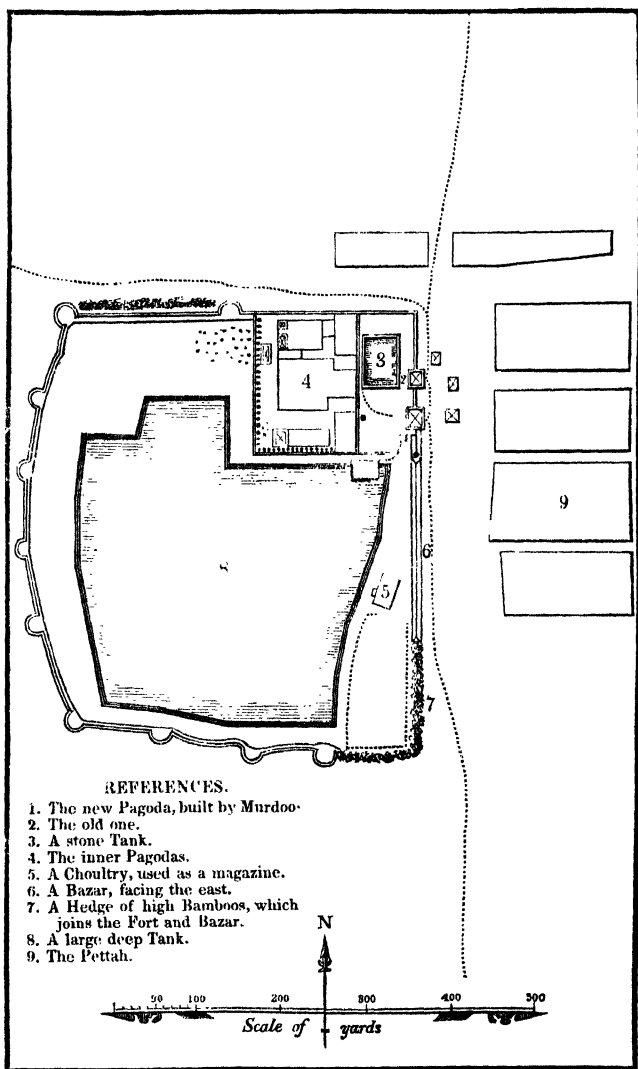 3
2
4
9
6
5
7
REFERENCES.
1. The new Pagoda, built by Murdoo·
2. The old one.
3. A stone Tank.
4. The inner Pagodas.
5. A Choultry, used as a magazine.
6. A Bazar, facing the east.
7. A Hedge of high Bamboos, which
joins the Fort and Bazar.
8. A large deep Tank.
9. The Pettah.
N
50 100 200 300 400 500
Scale of yards